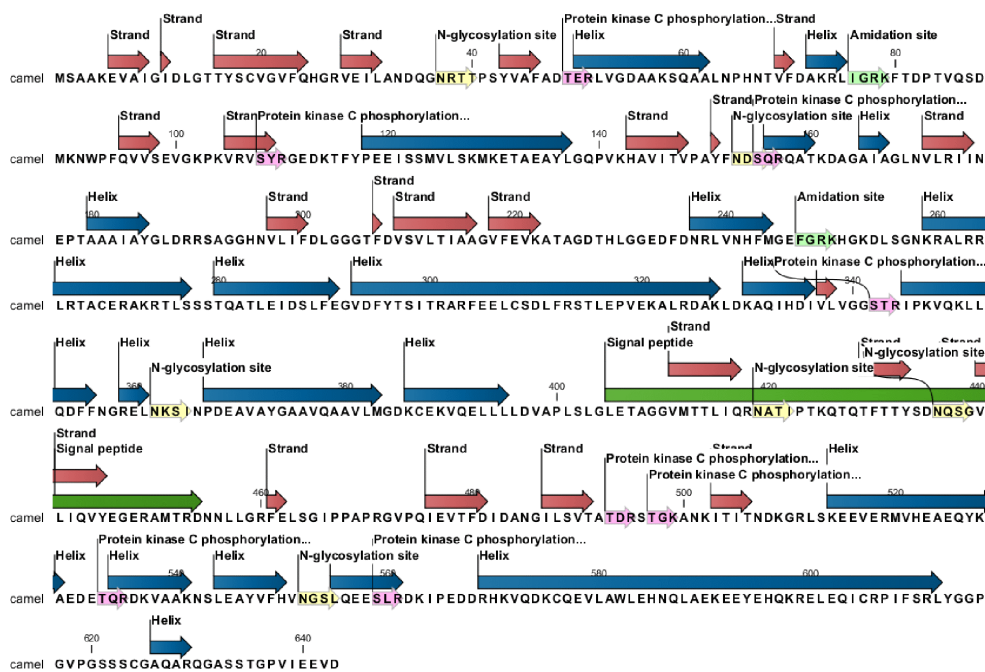 Protein kinase C phosphorylation... Strand
Strand Strand Strand N-glycosylation site Strand Helix Helix Amidation site
20 40 60 80
camel MSAAKEVAIGIDLGTTYSCVGVFQHGRVEILANDQGNRTTPSYVAFADTERLVGDAAKSQAALNPHNTVFDAKRLIGRKFTDPTVQSD
Strand Protein kinase C phosphorylation...
Strand Strand Protein kinase C phosphorylation... Helix Strand N-glycosylation site Helix Strand
100 120 140 160
camel MKNWPFQVVSEVGKPKVRVSYRGEDKTFYPEEISSMVLSKMKETAEAYLGQPVKHAVITVPAYFNDSQRQATKDAGAIAGLNVLRIIN
Strand
Helix Strand Strand Strand Helix Amidation site Helix
180 200 220 240 260
camel EPTAAAIAYGLDRRSAGGHNVLIFDLGGGTFDVSVLTIAAGVFEVKATAGDTHLGGEDFDNRLVNHFMGEFGRKHGKDLSGNKRALRR
Helix Helix Helix Helix Protein kinase C phosphorylation...
280 300 320 340
camel LRTACERAKRTLSSSTQATLEIDSLFEGVDFYTSITRARFEELCSDLFRSTLEPVEKALRDAKLDKAQIHDIVLVGGSTRIPKVQKLL
Strand Strand Strand
Helix Helix Helix Helix Signal peptide N-glycosylation site
N-glycosylation site N-glycosylation site
360 380 400 420 440
camel QDFFNGRELNKSINPDEAVAYGAAVQAAVLMGDKCEKVQELLLLDVAPLSLGLETAGGVMTTLIQRNATIPTKQTQTFTTYSDNQSGV
Strand
Signal peptide Strand Strand Strand Strand Helix
Protein kinase C phosphorylation...
Protein kinase C phosphorylation...
460 480 500 520
camel LIQVYEGERAMTRDNNLLGRFELSGIPPAPRGVPQIEVTFDIDANGILSVTATDRSTGKANKITITNDKGRLSKEEVERMVHEAEQYK
Protein kinase C phosphorylation... Protein kinase C phosphorylation...
Helix Helix Helix N-glycosylation site Helix
540 560 580 600
camel AEDETQRDKVAAKNSLEAYVFHVNGSLQEESLRDKIPEDDRHKVQDKCQEVLAWLEHNQLAEKEEYEHQKRELEQICRPIFSRLYGGP
Helix
620 640
camel GVPGSSSCGAQARQGASSTGPVIEEVD